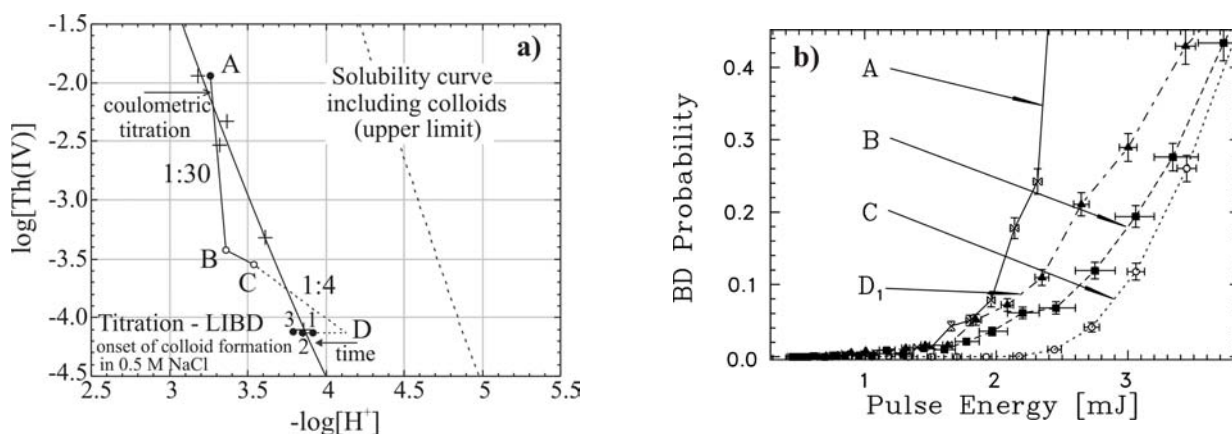 a)
-1.5
-2.0
-2.5
-3.0
-3.5
-4.0
-4.5
log[Th(IV)]
A
coulometric
titration
1:30
B
C
1:4
Solubility curve
including colloids
(upper limit)
Titration - LIBD
onset of colloid formation
in 0.5 M NaCl
3
1
2
D
time
2.5
3
3.5
4
4.5
5
5.5
-log[H+]
b)
0.4
0.3
0.2
0.1
0.0
BD Probability
A
B
C
D1
1
2
3
Pulse Energy [mJ]